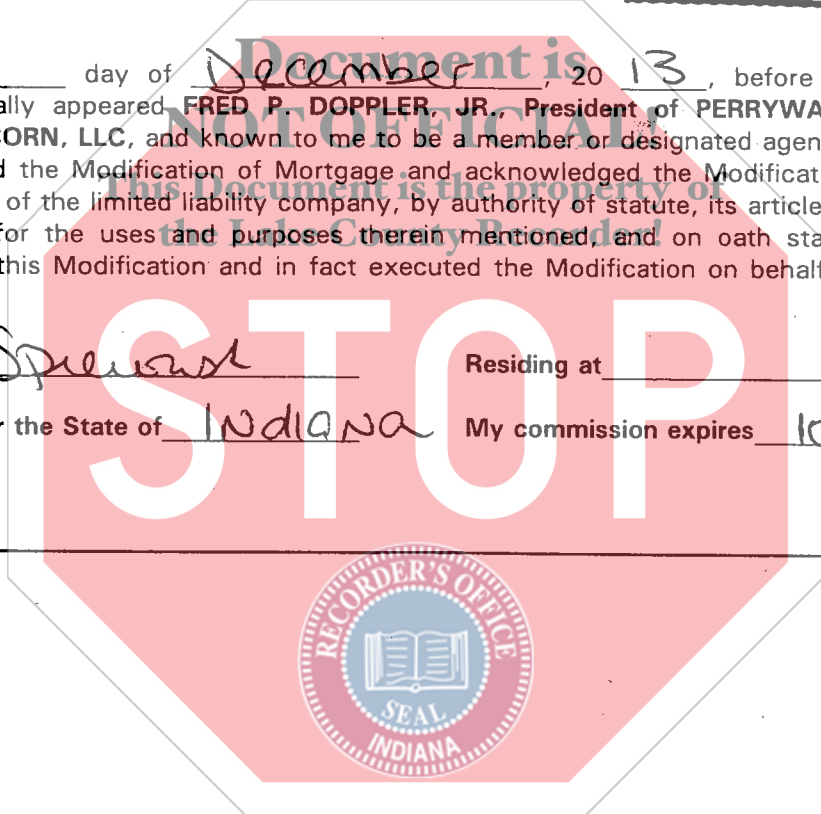 Document is
day of December, 20 13, before
ally appeared FRED P. DOPPLER, JR., President of PERRYWA
NOT OFFICIAL!
CORN, LLC, and known to me to be a member or designated agen
d the Modification of Mortgage and acknowledged the Modificat
This Document is the property of
of the limited liability company, by authority of statute, its article
the Lake County Recorder!
for the uses and purposes therein mentioned, and on oath sta
this Modification and in fact executed the Modification on behalf
STOP
Residing at
the State of INdIaNa My commission expires 10
RECORDER'S OFFICE
SEAL
INDIANA